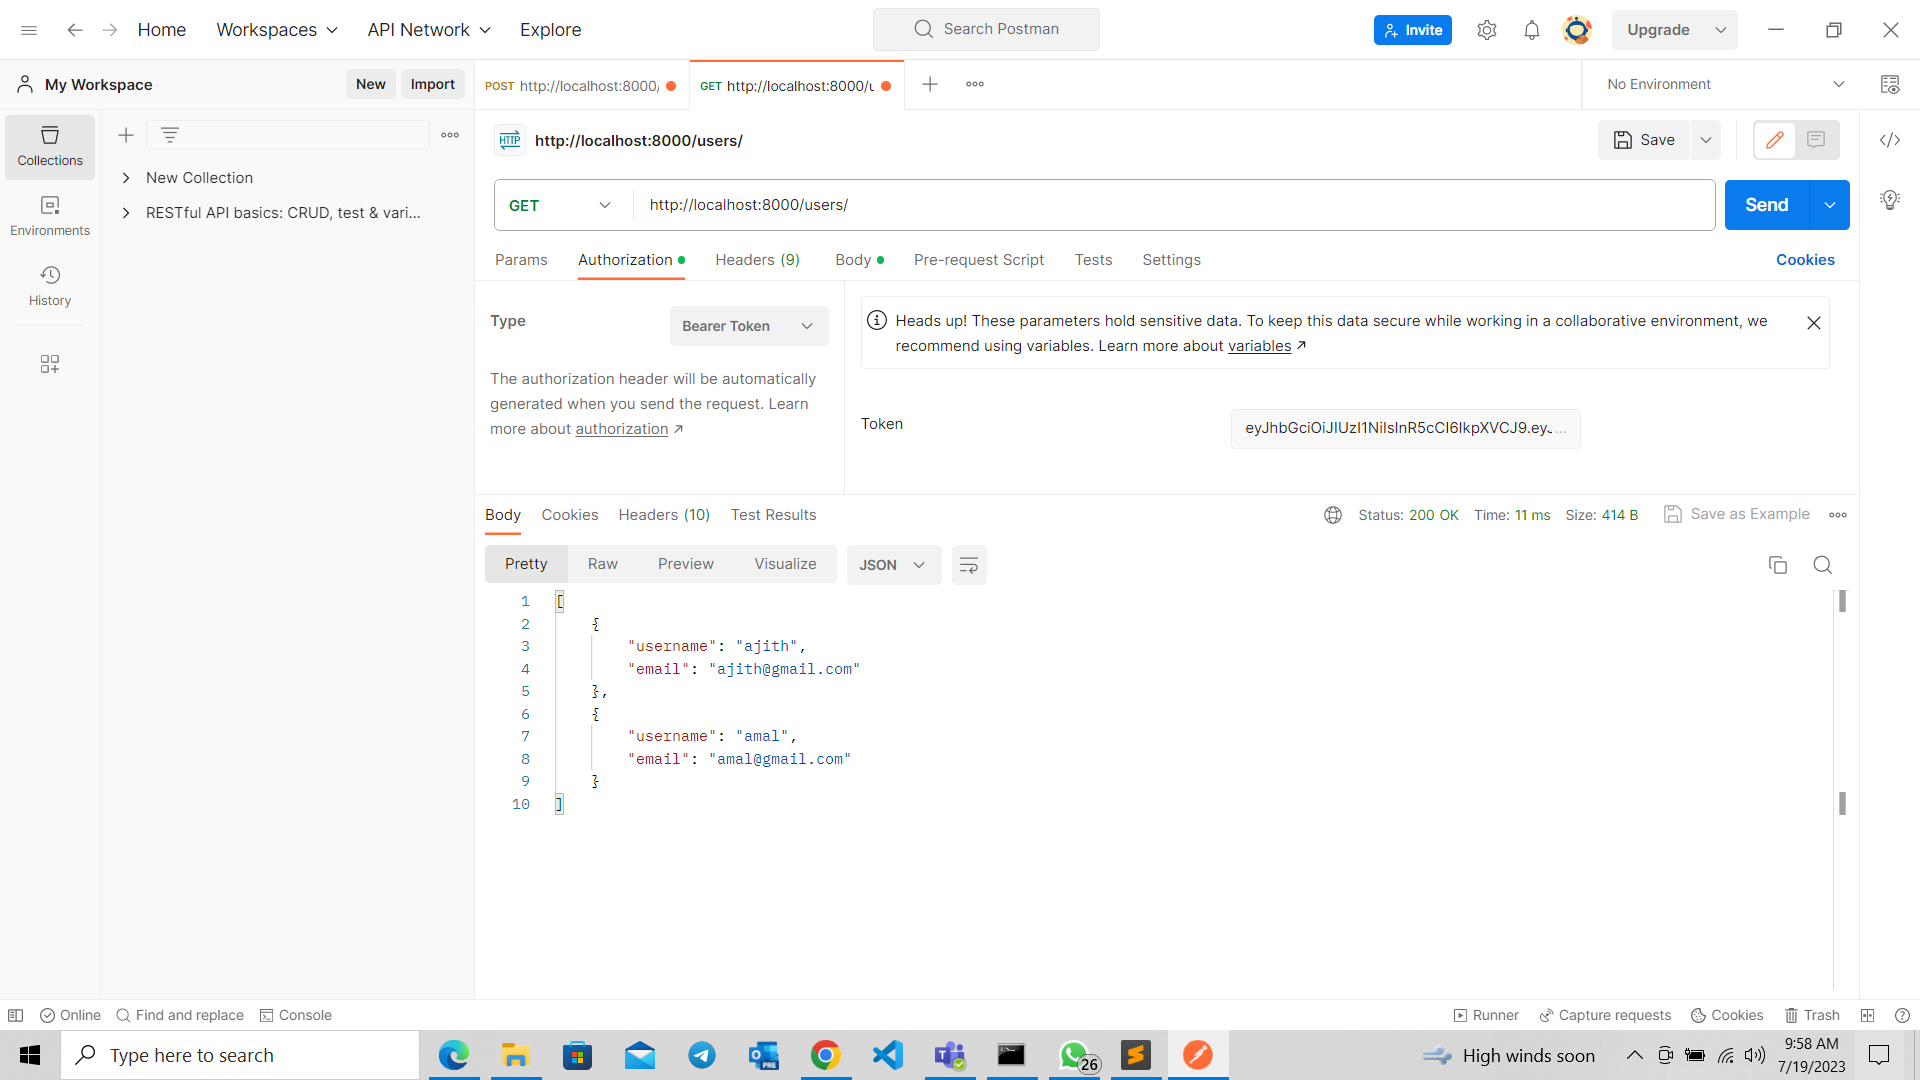 Home
Workspaces
API Network
Explore
Search Postman
Invite
Upgrade
My Workspace
New
Import
POST http://localhost:8000/
GET http://localhost:8000/u
No Environment
Collections
Environments
History
New Collection
RESTful API basics: CRUD, test & vari...
HTTP
http://localhost:8000/users/
Save
GET
http://localhost:8000/users/
Send
Params
Authorization
Headers (9)
Body
Pre-request Script
Tests
Settings
Cookies
Type
Bearer Token
The authorization header will be automatically
generated when you send the request. Learn
more about authorization ↗
Heads up! These parameters hold sensitive data. To keep this data secure while working in a collaborative environment, we
recommend using variables. Learn more about variables ↗
Token
Body
Cookies
Headers (10)
Test Results
Status: 200 OK
Time: 11 ms
Size: 414 B
Save as Example
Pretty
Raw
Preview
Visualize
JSON
1 [
2 {
3 "username": "ajith",
4 "email": "ajith@gmail.com"
5 },
6 {
7 "username": "amal",
8 "email": "amal@gmail.com"
9 }
10 ]
Online
Find and replace
Console
Runner
Capture requests
Cookies
Trash
Type here to search
PRE
26
High winds soon
9:58 AM
7/19/2023